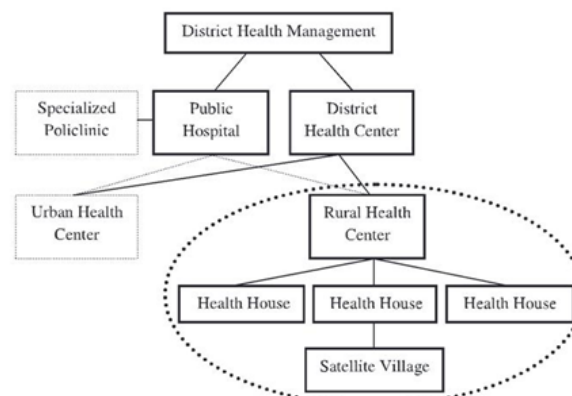 District Health Management
Specialized
Policlinic
Public
Hospital
District
Health Center
Urban Health
Center
Rural Health
Center
Health House
Health House
Health House
Satellite Village